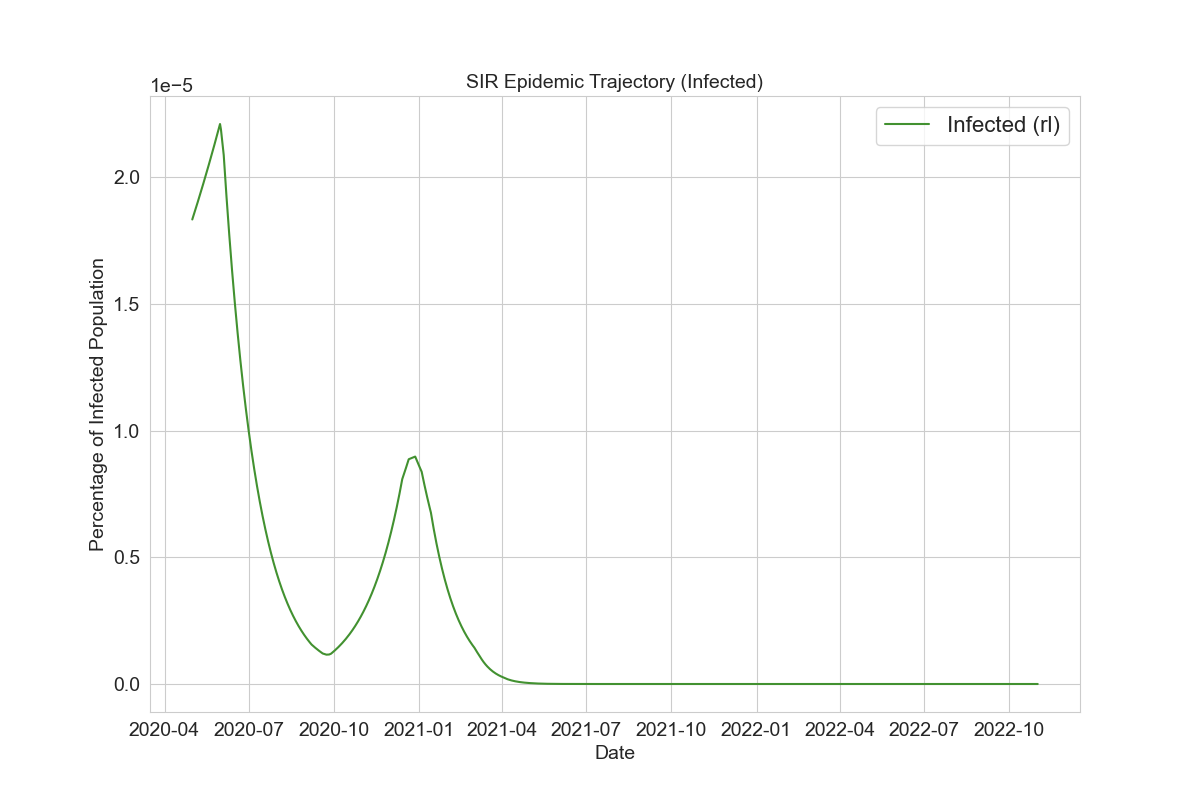 SIR Epidemic Trajectory (Infected)
1e−5
Infected (rl)
2.0
1.5
1.0
0.5
0.0
Percentage of Infected Population
2020-04 2020-07 2020-10 2021-01 2021-04 2021-07 2021-10 2022-01 2022-04 2022-07 2022-10
Date